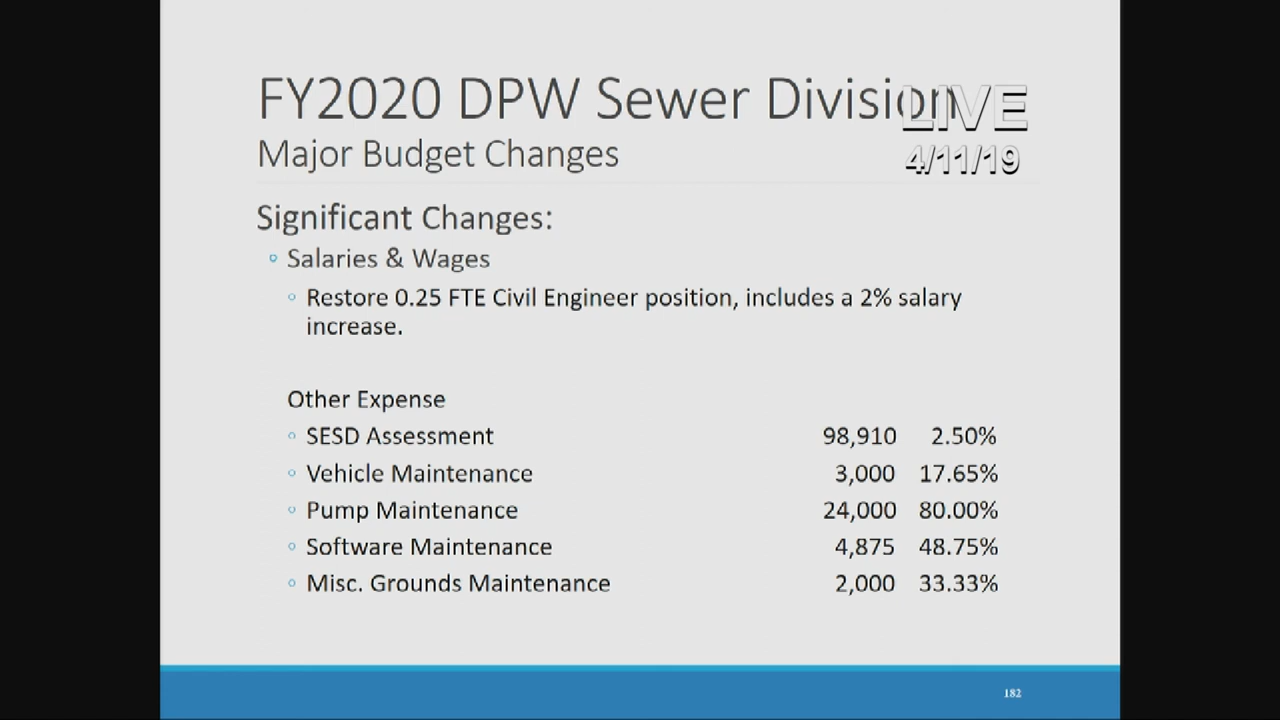 FY2020 DPW Sewer Division
LIVE
Major Budget Changes
4/11/19
Significant Changes:
Salaries & Wages
Restore 0.25 FTE Civil Engineer position, includes a 2% salary
increase.
Other Expense
SESD Assessment 98,910 2.50%
Vehicle Maintenance 3,000 17.65%
Pump Maintenance 24,000 80.00%
Software Maintenance 4,875 48.75%
Misc. Grounds Maintenance 2,000 33.33%
182